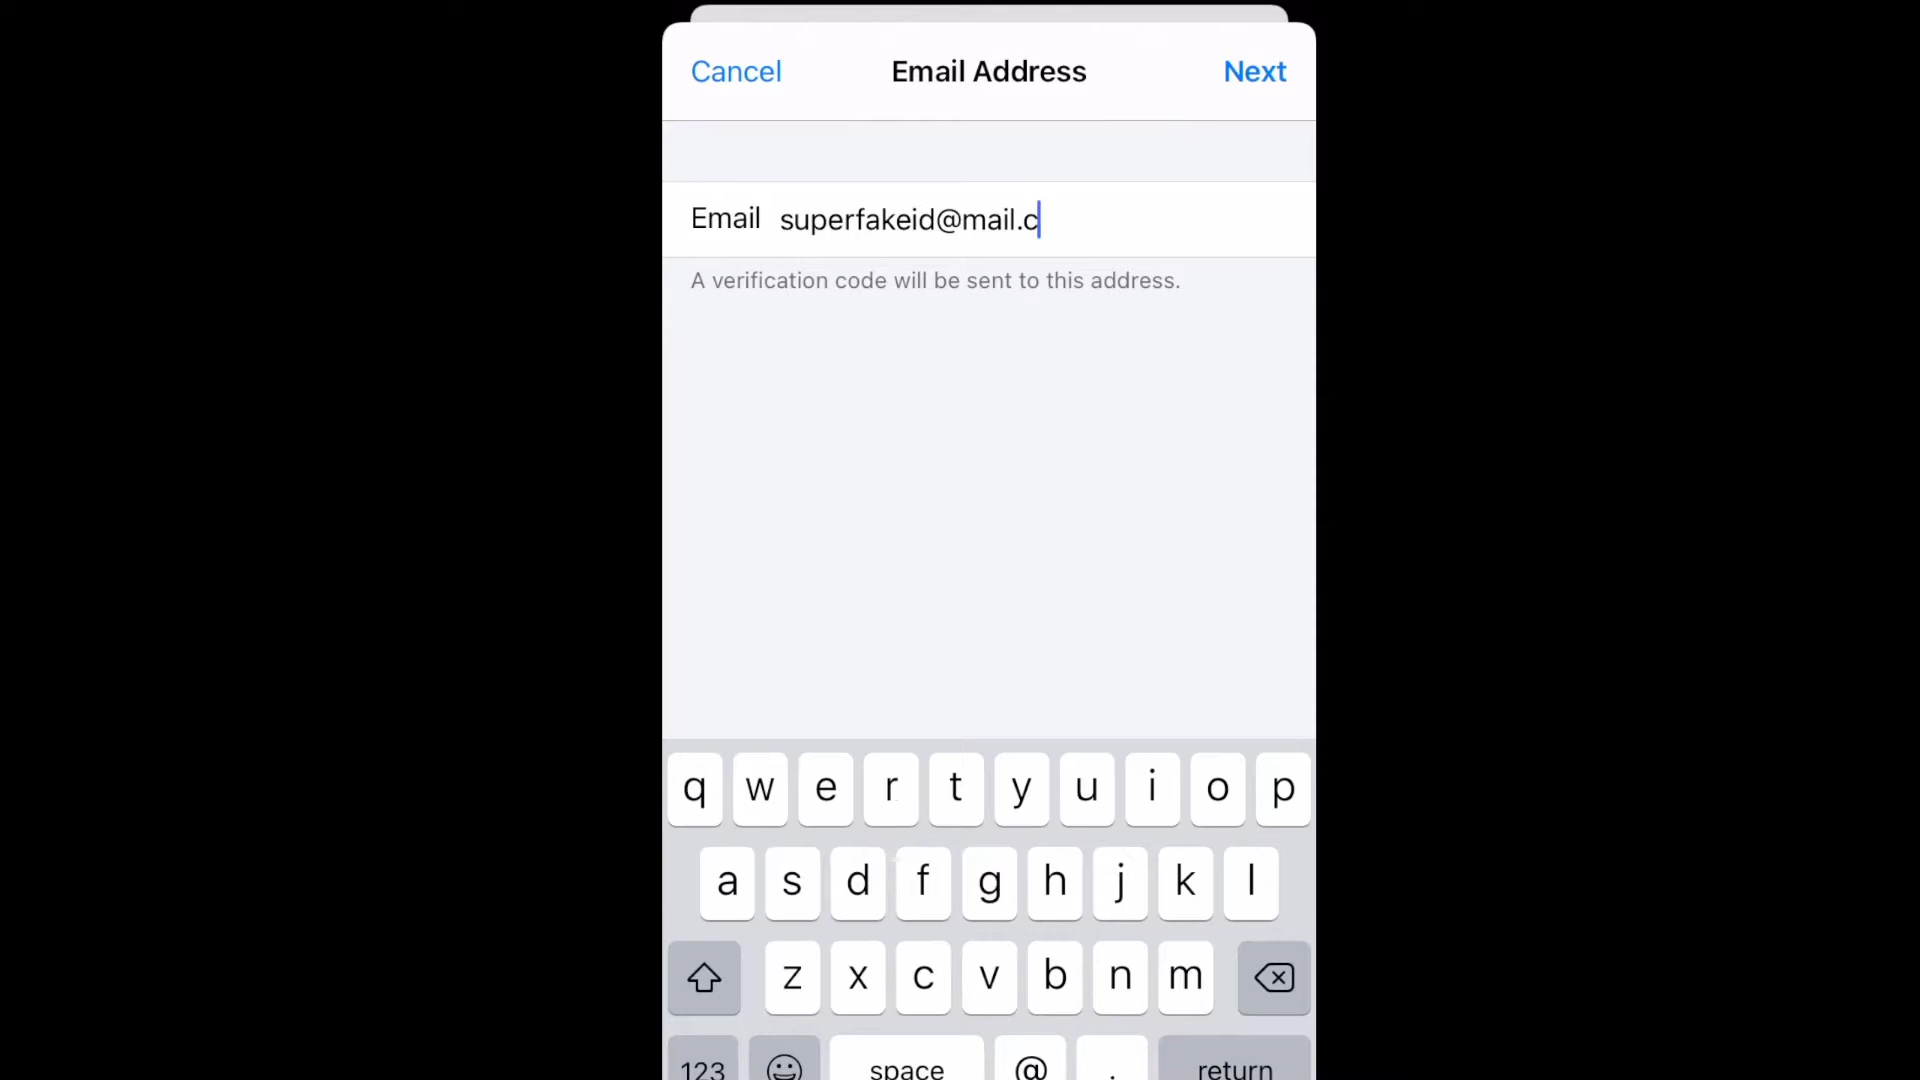 Cancel Email Address Next
Email superfakeid@mail.c
A verification code will be sent to this address.
q w e r t y u i o p
a s d f g h j k l
z x c v b n m
123 space @ . return